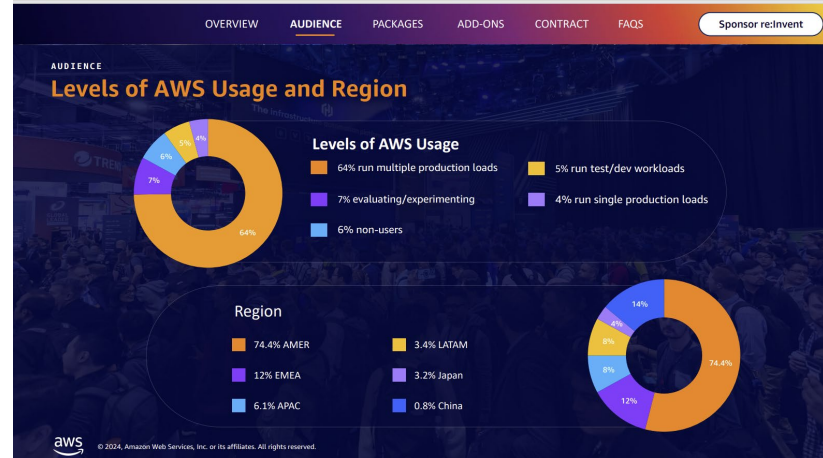 OVERVIEW AUDIENCE PACKAGES ADD-ONS CONTRACT FAQS Sponsor re:Invent
AUDIENCE
Levels of AWS Usage and Region
4%
5%
6%
7%
64%
Levels of AWS Usage
64% run multiple production loads
5% run test/dev workloads
7% evaluating/experimenting
4% run single production loads
6% non-users
Region
74.4% AMER
3.4% LATAM
12% EMEA
3.2% Japan
6.1% APAC
0.8% China
14%
4%
8%
8%
12%
74.4%
aws
© 2024, Amazon Web Services, Inc. or its affiliates. All rights reserved.